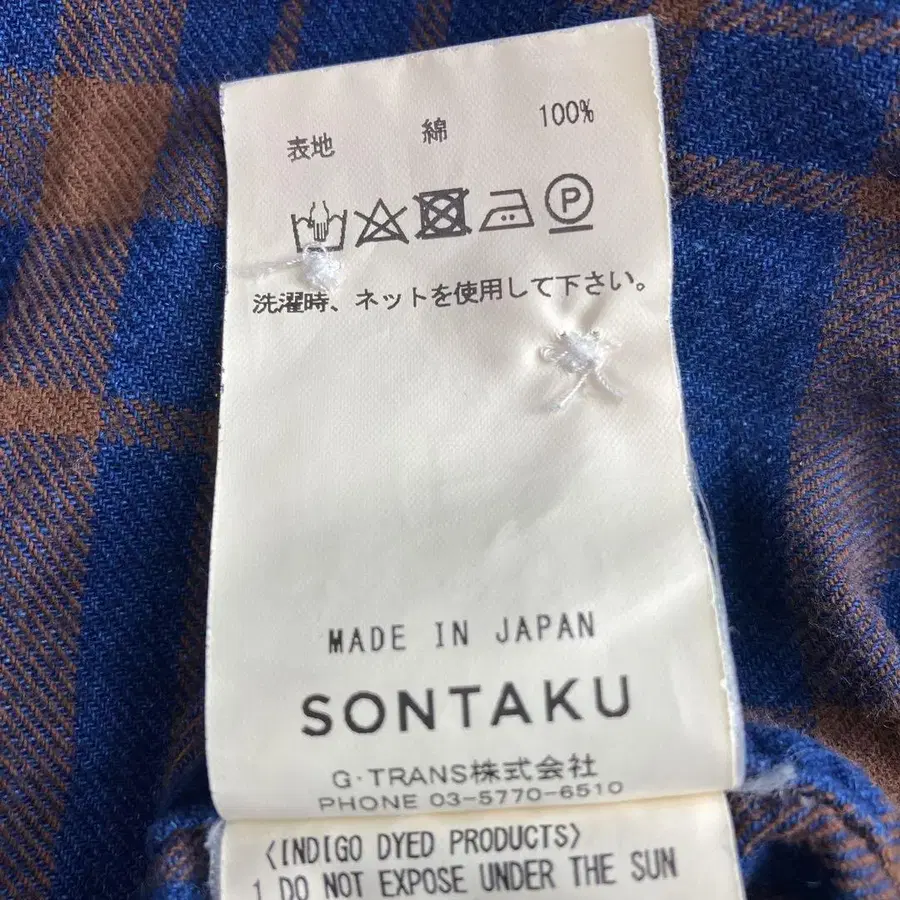 表地 綿 100%
P
洗濯時、ネットを使用して下さい。
MADE IN JAPAN
SONTAKU
G·TRANS株式会社
PHONE 03-5770-6510
〈INDIGO DYED PRODUCTS〉
1 DO NOT EXPOSE UNDER THE SUN